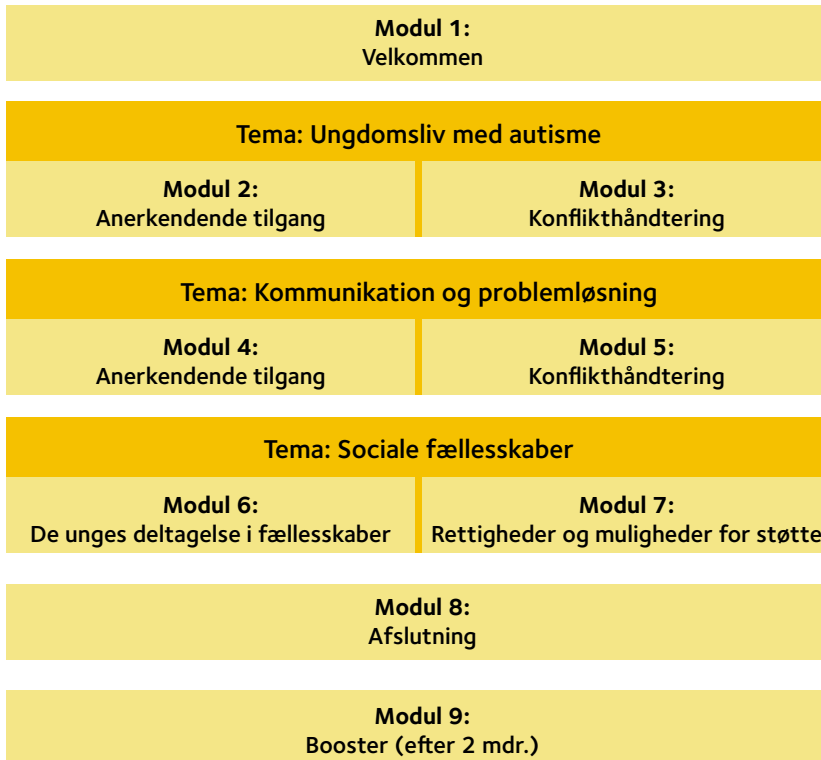 Modul 1:
Velkommen
Tema: Ungdomsliv med autisme
Modul 2:
Anerkendende tilgang
Modul 3:
Konflikthåndtering
Tema: Kommunikation og problemløsning
Modul 4:
Anerkendende tilgang
Modul 5:
Konflikthåndtering
Tema: Sociale fællesskaber
Modul 6:
De unges deltagelse i fællesskaber
Modul 7:
Rettigheder og muligheder for støtte
Modul 8:
Afslutning
Modul 9:
Booster (efter 2 mdr.)